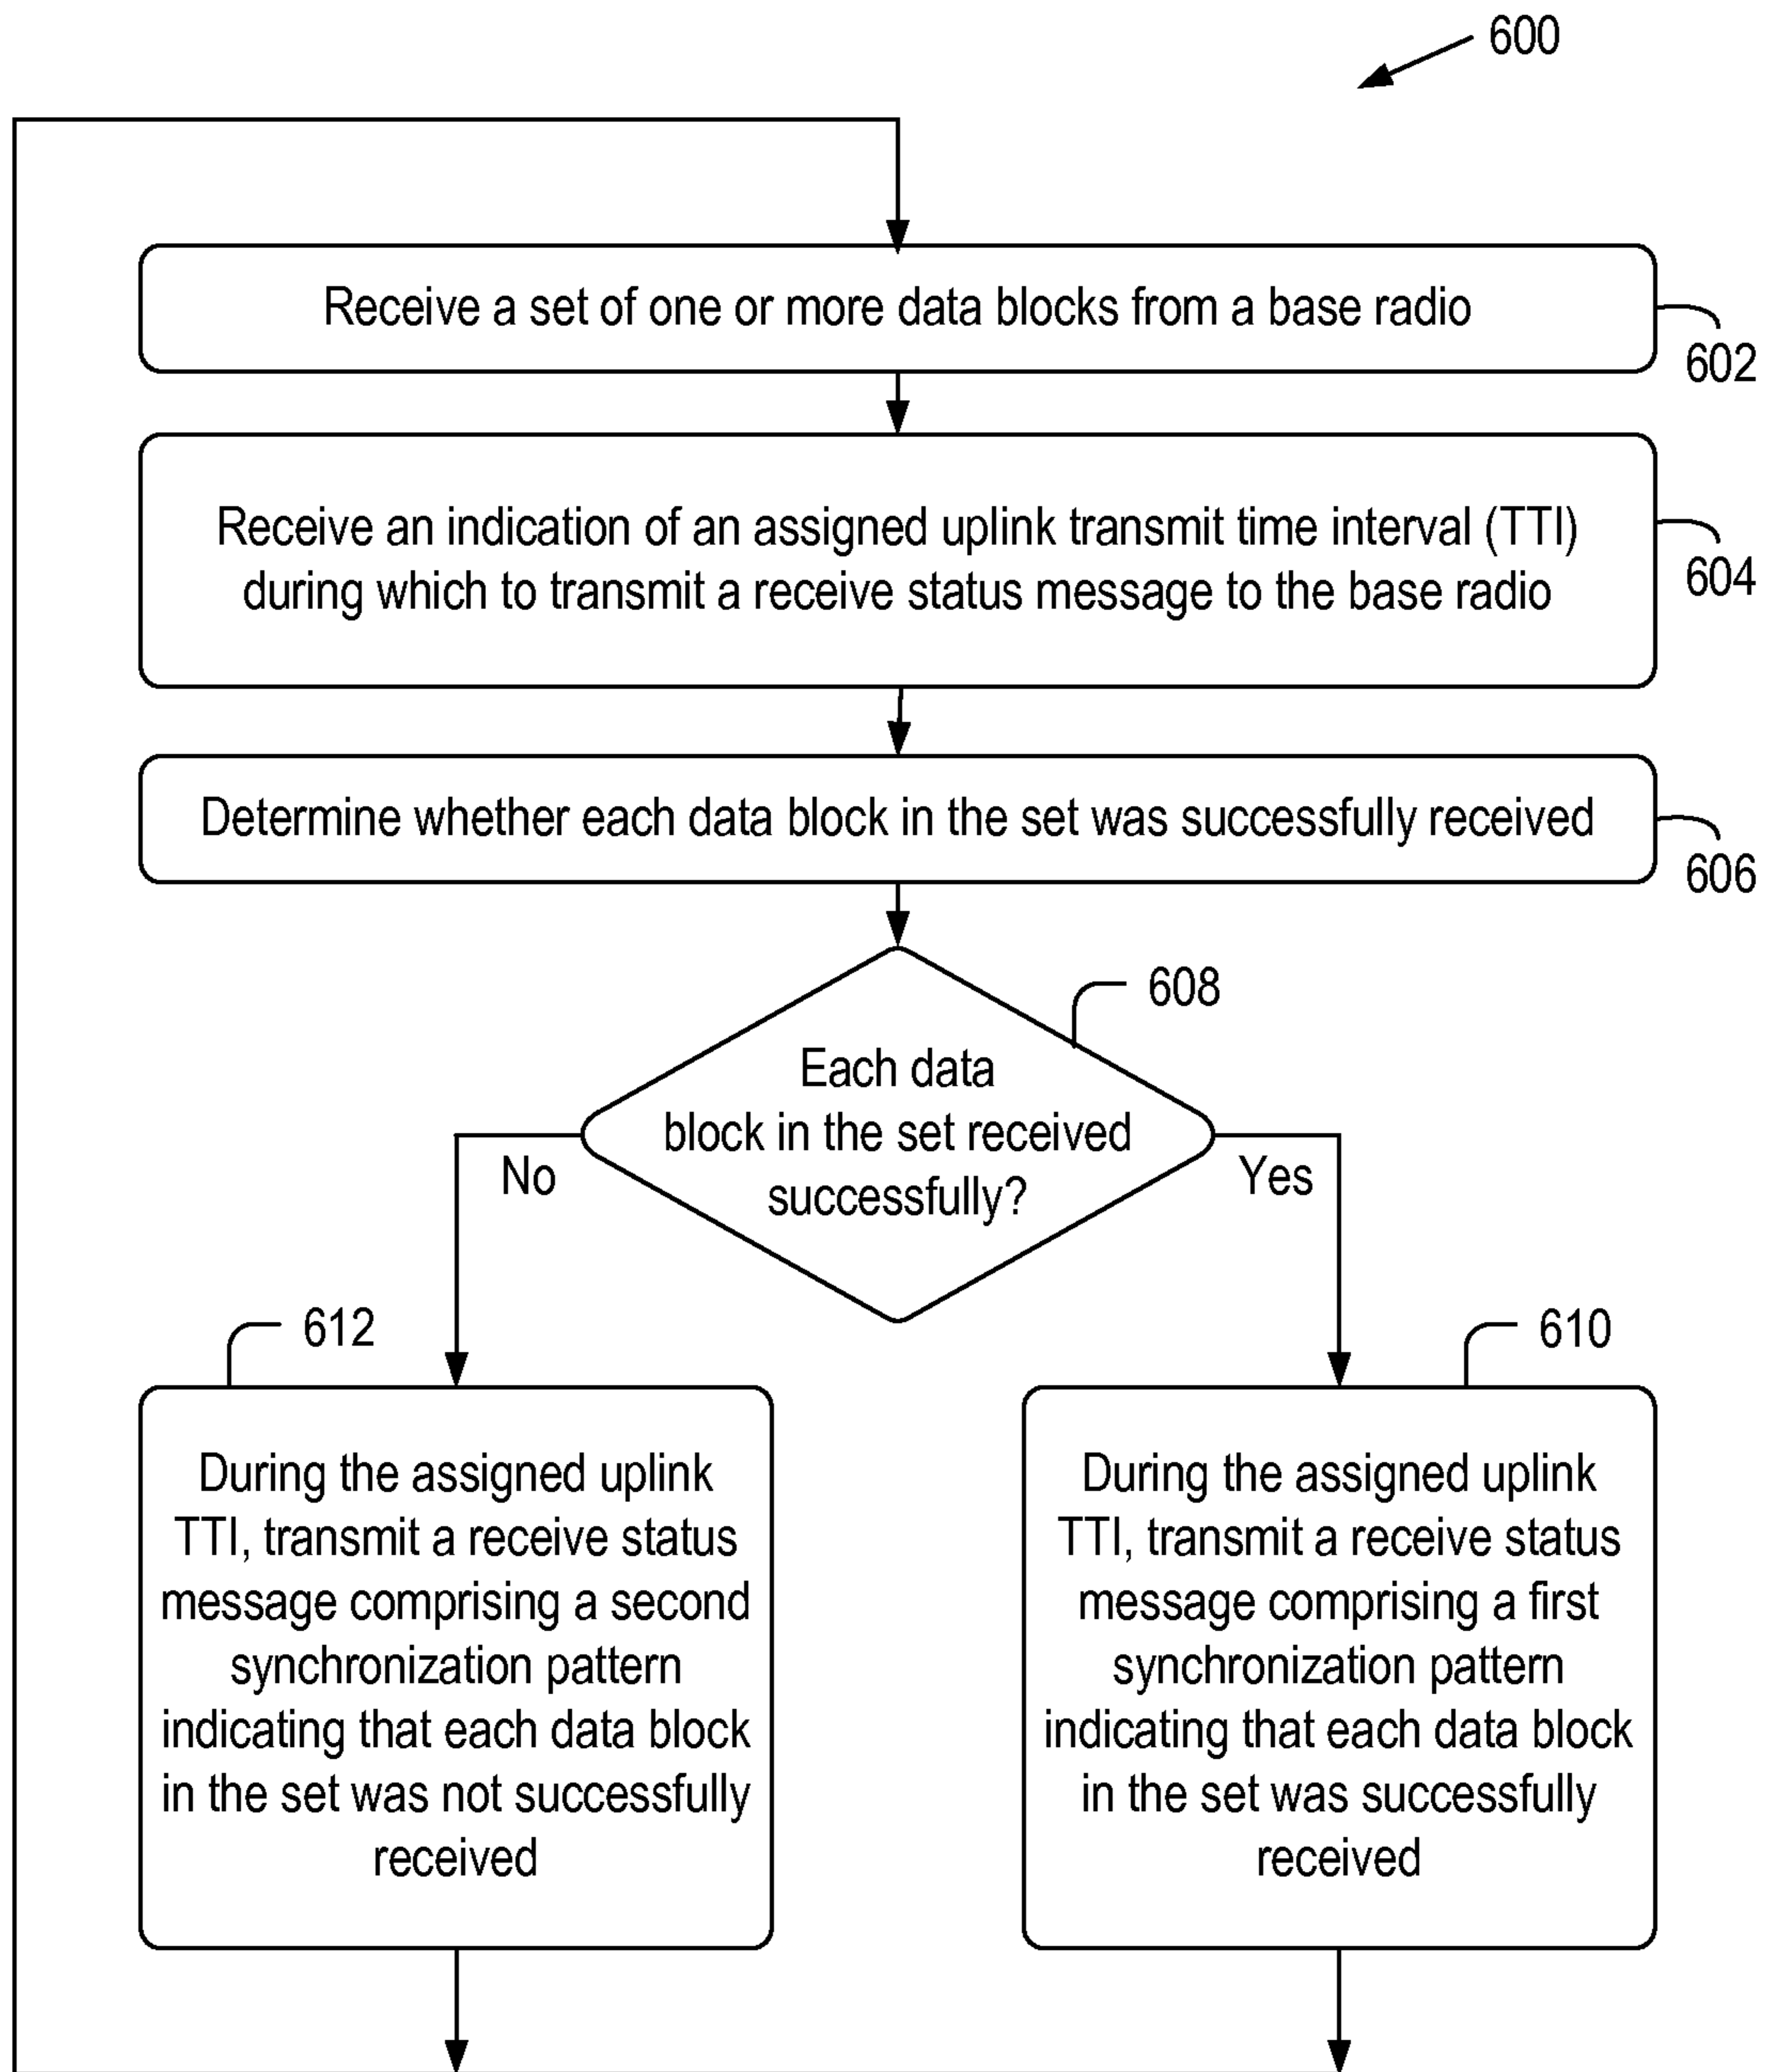 600
Receive a set of one or more data blocks from a base radio
602
Receive an indication of an assigned uplink transmit time interval (TTI)
during which to transmit a receive status message to the base radio
604
Determine whether each data block in the set was successfully received
606
608
Each data
block in the set received
successfully?
No
Yes
612
During the assigned uplink
TTI, transmit a receive status
message comprising a second
synchronization pattern
indicating that each data block
in the set was not successfully
received
610
During the assigned uplink
TTI, transmit a receive status
message comprising a first
synchronization pattern
indicating that each data block
in the set was successfully
received